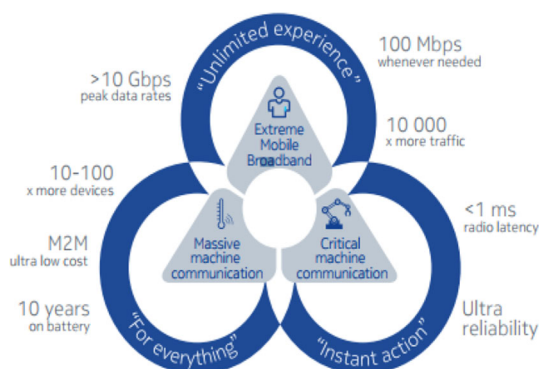 "Unlimited experience"
>10 Gbps
peak data rates
100 Mbps
whenever needed
10 000
x more traffic
Extreme
Mobile
Broadband
10-100
x more devices
M2M
ultra low cost
10 years
on battery
Massive
machine
communication
"For everything"
Critical
machine
communication
<1 ms
radio latency
Ultra
reliability
"Instant action"